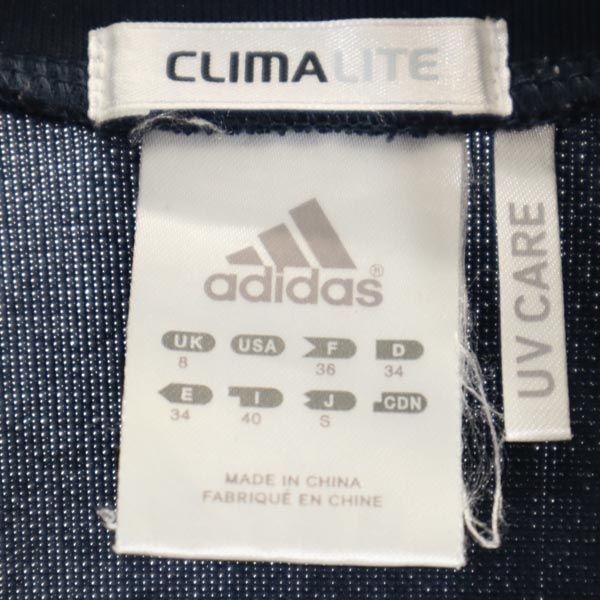 CLIMALITE
adidas®
UK USA F D
8 36 34
E I J CDN
34 40 S
MADE IN CHINA
FABRIQUÉ EN CHINE
UV CARE